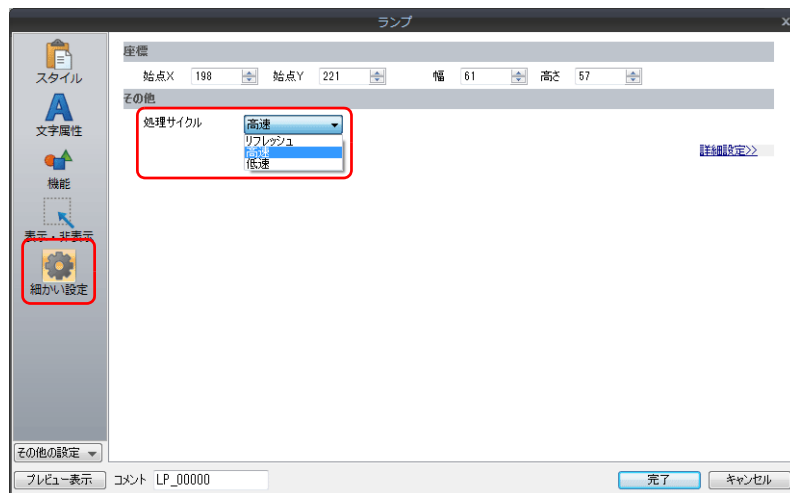 ランプ
x
スタイル
文字属性
機能
表示・非表示
細かい設定
その他の設定
座標
始点X 198 始点Y 221 幅 61 高さ 57
その他
処理サイクル 高速
リフレッシュ
高速
低速
詳細設定>>
プレビュー表示 コメント LP_00000 完了 キャンセル